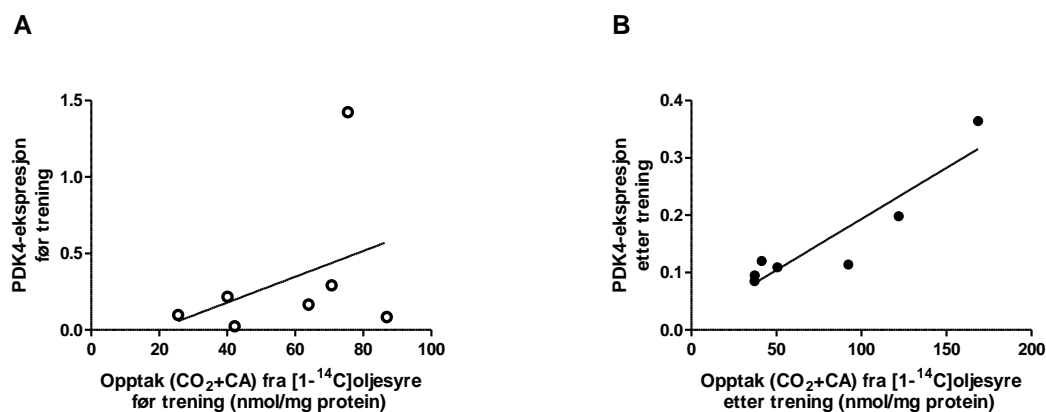 A
1.5
1.0
0.5
0.0
PDK4-ekspresjon
før trening
0 20 40 60 80 100
Opptak (CO₂+CA) fra [1-¹⁴C]oljesyre
før trening (nmol/mg protein)
B
0.4
0.3
0.2
0.1
0.0
PDK4-ekspresjon
etter trening
0 50 100 150 200
Opptak (CO₂+CA) fra [1-¹⁴C]oljesyre
etter trening (nmol/mg protein)